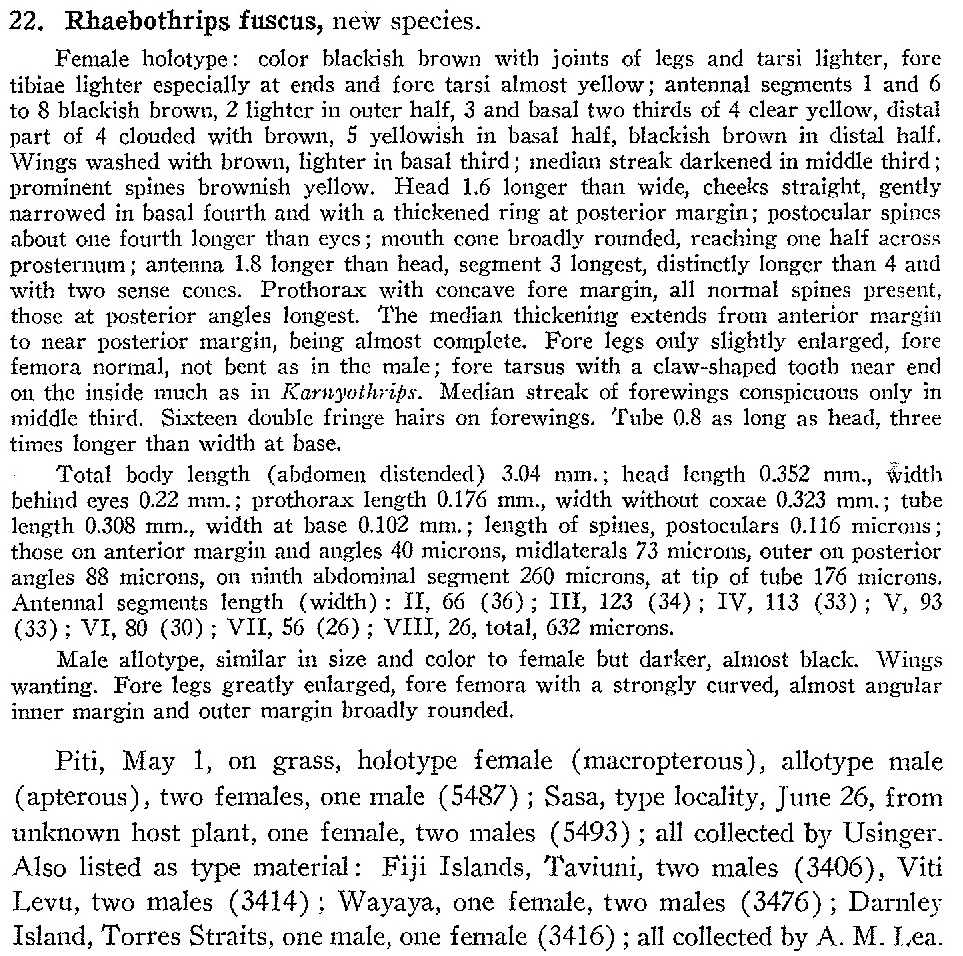 22. Rhaebothrips fuscus, new species.
Female holotype: color blackish brown with joints of legs and tarsi lighter, fore
tibiae lighter especially at ends and fore tarsi almost yellow; antennal segments 1 and 6
to 8 blackish brown, 2 lighter in outer half, 3 and basal two thirds of 4 clear yellow, distal
part of 4 clouded with brown, 5 yellowish in basal half, blackish brown in distal half.
Wings washed with brown, lighter in basal third; median streak darkened in middle third;
prominent spines brownish yellow. Head 1.6 longer than wide, cheeks straight, gently
narrowed in basal fourth and with a thickened ring at posterior margin; postocular spines
about one fourth longer than eyes; mouth cone broadly rounded, reaching one half across
prosternum; antenna 1.8 longer than head, segment 3 longest, distinctly longer than 4 and
with two sense cones. Prothorax with concave fore margin, all normal spines present,
those at posterior angles longest. The median thickening extends from anterior margin
to near posterior margin, being almost complete. Fore legs only slightly enlarged, fore
femora normal, not bent as in the male; fore tarsus with a claw-shaped tooth near end
on the inside much as in Karnyothrips. Median streak of forewings conspicuous only in
middle third. Sixteen double fringe hairs on forewings. Tube 0.8 as long as head, three
times longer than width at base.
Total body length (abdomen distended) 3.04 mm.; head length 0.352 mm., width
behind eyes 0.22 mm.; prothorax length 0.176 mm., width without coxae 0.323 mm.; tube
length 0.308 mm., width at base 0.102 mm.; length of spines, postoculars 0.116 microns;
those on anterior margin and angles 40 microns, midlaterals 73 microns, outer on posterior
angles 88 microns, on ninth abdominal segment 260 microns, at tip of tube 176 microns.
Antennal segments length (width): II, 66 (36); III, 123 (34); IV, 113 (33); V, 93
(33); VI, 80 (30); VII, 56 (26); VIII, 26, total, 632 microns.
Male allotype, similar in size and color to female but darker, almost black. Wings
wanting. Fore legs greatly enlarged, fore femora with a strongly curved, almost angular
inner margin and outer margin broadly rounded.
Piti, May 1, on grass, holotype female (macropterous), allotype male
(apterous), two females, one male (5487); Sasa, type locality, June 26, from
unknown host plant, one female, two males (5493); all collected by Usinger.
Also listed as type material: Fiji Islands, Taviuni, two males (3406), Viti
Levu, two males (3414); Wayaya, one female, two males (3476); Darnley
Island, Torres Straits, one male, one female (3416); all collected by A. M. Lea.